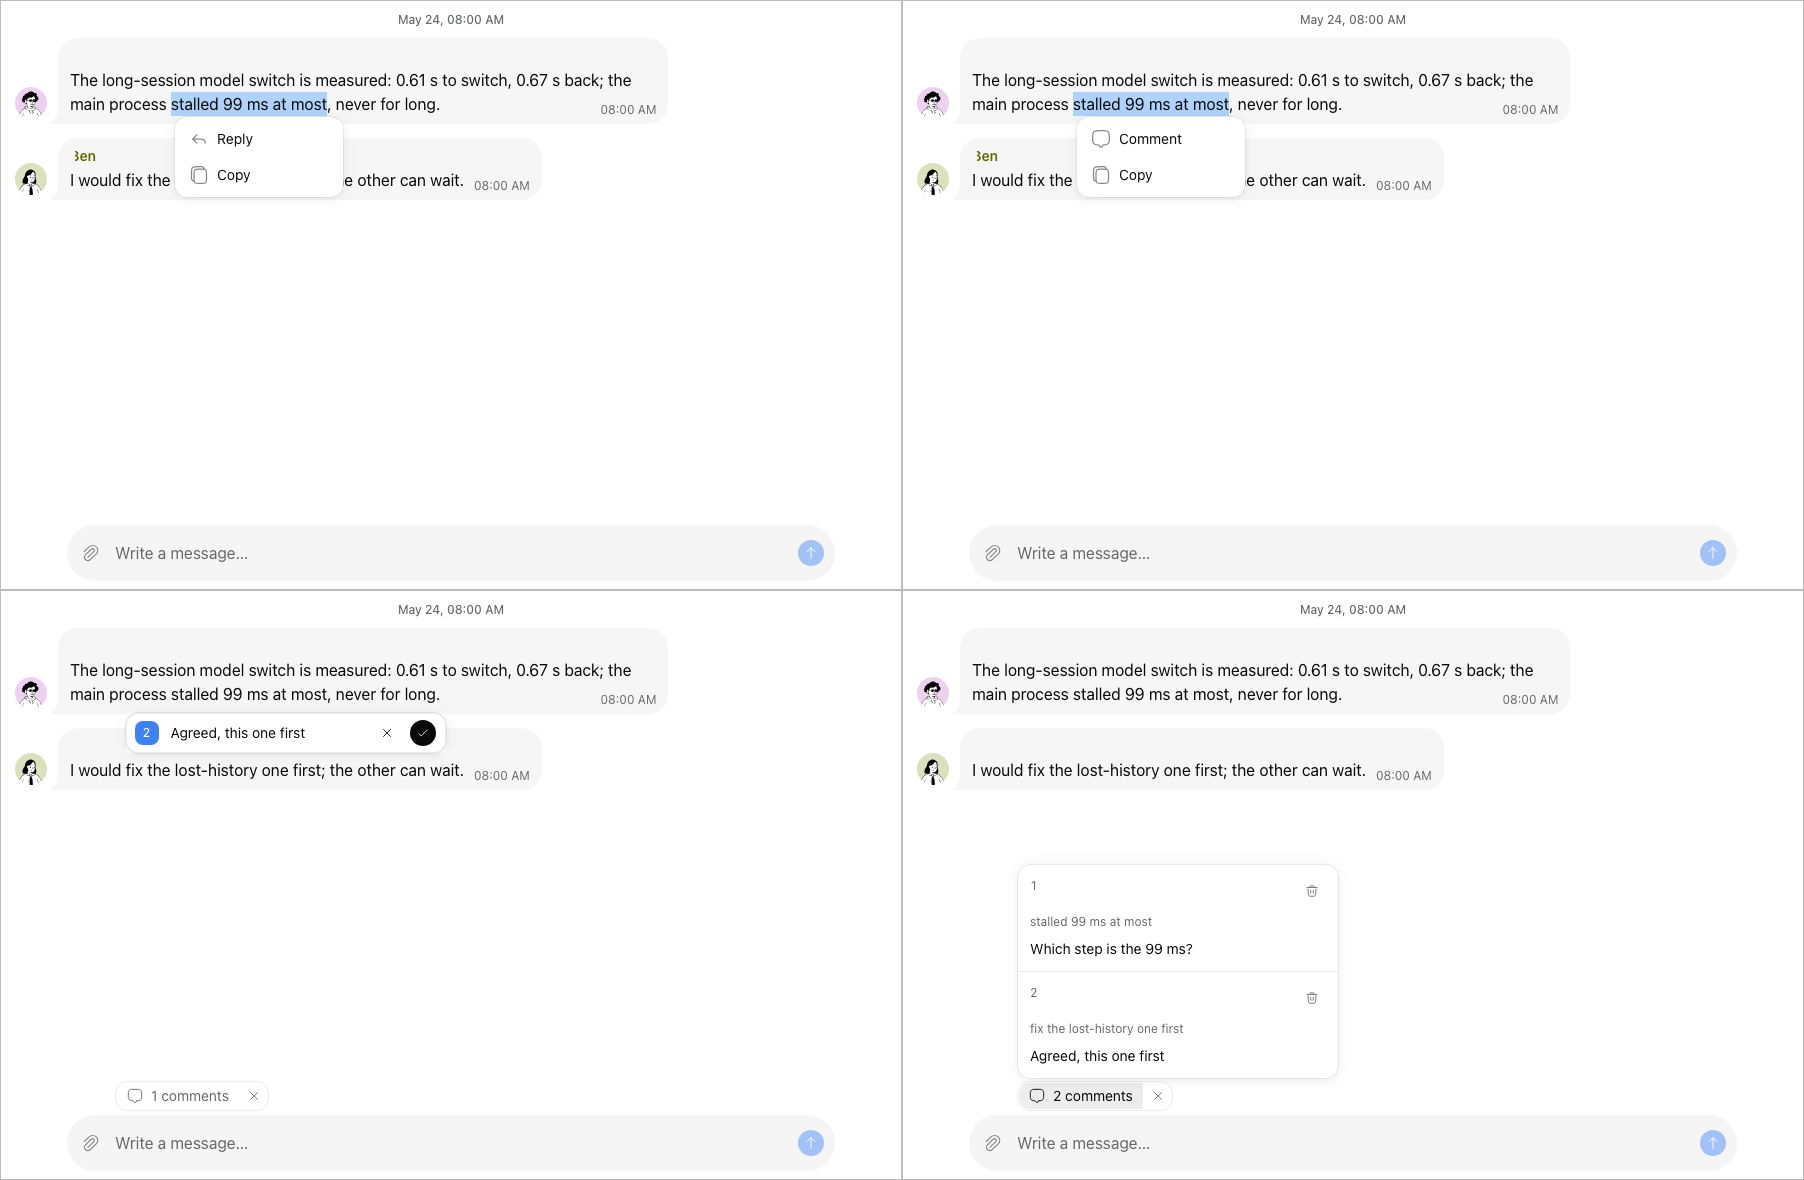 May 24, 08:00 AM
The long-session model switch is measured: 0.61 s to switch, 0.67 s back; the
main process stalled 99 ms at most, never for long.
08:00 AM
Reply
Copy
Ben
I would fix the
e other can wait.
08:00 AM
Write a message...
May 24, 08:00 AM
The long-session model switch is measured: 0.61 s to switch, 0.67 s back; the
main process stalled 99 ms at most, never for long.
08:00 AM
Comment
Copy
Ben
I would fix the
e other can wait.
08:00 AM
Write a message...
May 24, 08:00 AM
The long-session model switch is measured: 0.61 s to switch, 0.67 s back; the
main process stalled 99 ms at most, never for long.
08:00 AM
2 Agreed, this one first
I would fix the lost-history one first; the other can wait.
08:00 AM
1 comments
Write a message...
May 24, 08:00 AM
The long-session model switch is measured: 0.61 s to switch, 0.67 s back; the
main process stalled 99 ms at most, never for long.
08:00 AM
I would fix the lost-history one first; the other can wait.
08:00 AM
1
stalled 99 ms at most
Which step is the 99 ms?
2
fix the lost-history one first
Agreed, this one first
2 comments
Write a message...